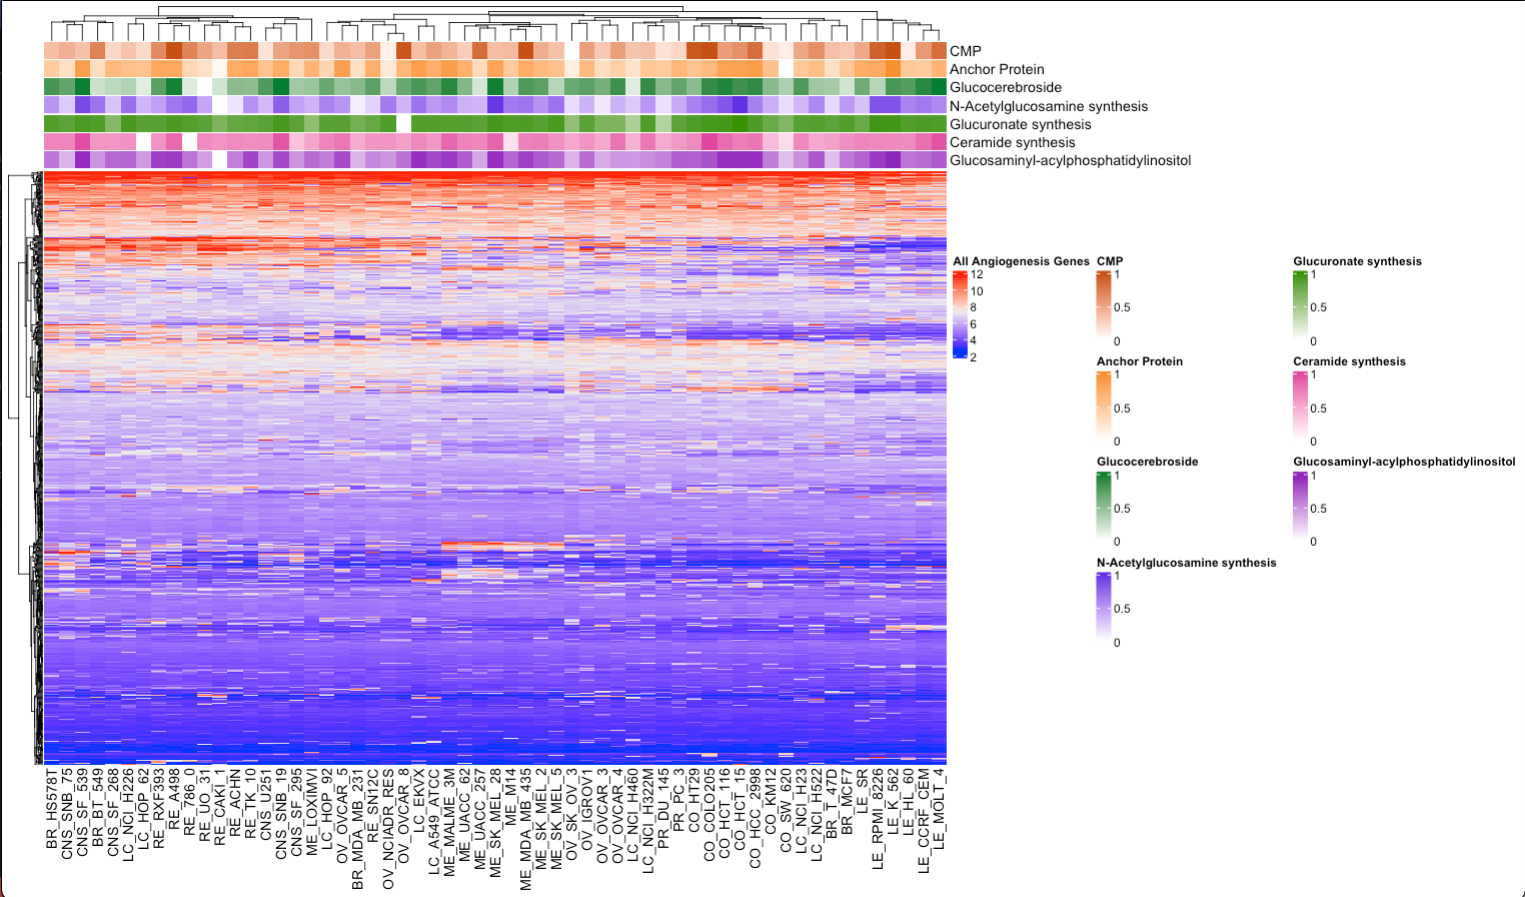 CMP
Anchor Protein
Glucocerebroside
N-Acetylglucosamine synthesis
Glucuronate synthesis
Ceramide synthesis
Glucosaminyl-acylphosphatidylinositol
All Angiogenesis Genes
12
10
8
6
4
2
CMP
1
0.5
0
Glucuronate synthesis
1
0.5
0
Anchor Protein
1
0.5
0
Ceramide synthesis
1
0.5
0
Glucocerebroside
1
0.5
0
Glucosaminyl-acylphosphatidylinositol
1
0.5
0
N-Acetylglucosamine synthesis
1
0.5
0
BR_HS578T
CNS_SNB_75
CNS_SF_539
BR_BT_549
CNS_SF_268
LC_NCI_H226
LC_HOP_62
RE_RXF393
RE_A498
RE_786_0
RE_UO_31
RE_CAKI_1
RE_ACHN
RE_TK_10
CNS_U251
CNS_SNB_19
CNS_SF_295
ME_LOXIMVI
LC_HOP_92
OV_OVCAR_5
BR_MDA_MB_231
RE_SN12C
OV_NCIADR_RES
OV_OVCAR_8
LC_EKVX
LC_A549_ATCC
ME_MALME_3M
ME_UACC_62
ME_UACC_257
ME_SK_MEL_28
ME_M14
ME_MDA_MB_435
ME_SK_MEL_2
ME_SK_MEL_5
OV_SK_OV_3
OV_IGROV1
OV_OVCAR_3
OV_OVCAR_4
LC_NCI_H460
LC_NCI_H322M
PR_DU_145
PR_PC_3
CO_HT29
CO_COLO205
CO_HCT_116
CO_HCT_15
CO_HCC_2998
CO_KM12
CO_SW_620
LC_NCI_H23
LC_NCI_H522
BR_T_47D
BR_MCF7
LE_SR
LE_RPMI_8226
LE_K_562
LE_HL_60
LE_CCRF_CEM
LE_MOLT_4